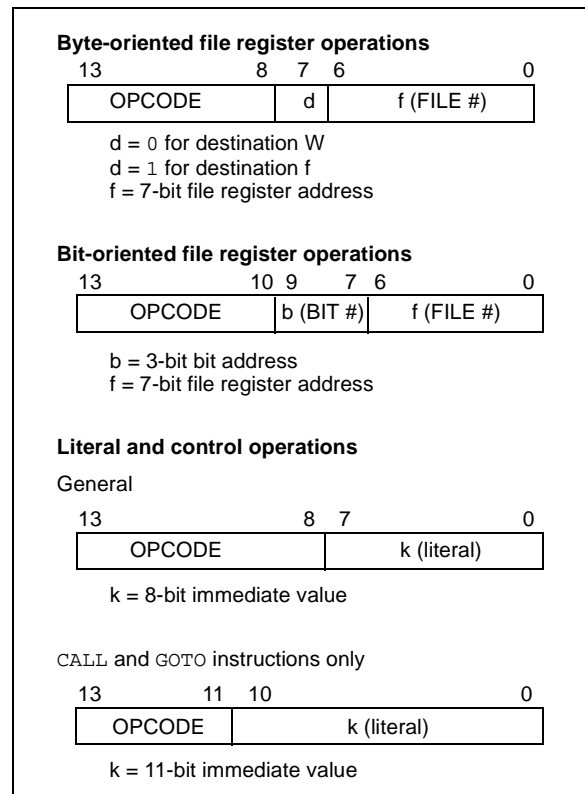 Byte-oriented file register operations
13 8 7 6 0
OPCODE d f (FILE #)
d = 0 for destination W
d = 1 for destination f
f = 7-bit file register address
Bit-oriented file register operations
13 10 9 7 6 0
OPCODE b (BIT #) f (FILE #)
b = 3-bit bit address
f = 7-bit file register address
Literal and control operations
General
13 8 7 0
OPCODE k (literal)
k = 8-bit immediate value
CALL and GOTO instructions only
13 11 10 0
OPCODE k (literal)
k = 11-bit immediate value